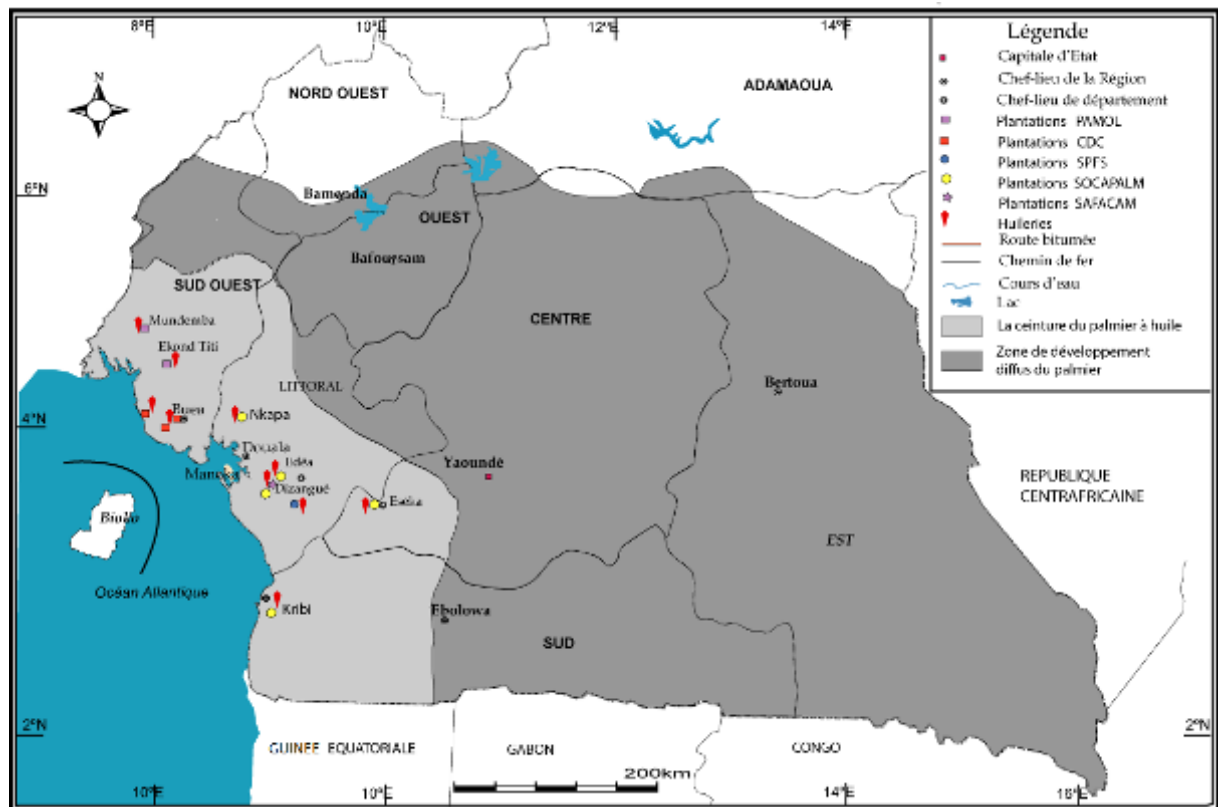 8°E
10°E
12°E
14°E
N
NORD OUEST
ADAMAOUA
6°N
Bamenda
OUEST
Bafoussam
SUD OUEST
Mundemba
Ekond Titi
CENTRE
LITTORAL
Bertoua
4°N
Buea
Nkapa
Douala
Manoka
Edéa
Yaoundé
Dizangué
Eseka
REPUBLIQUE
CENTRAFRICAINE
EST
Océan Atlantique
Kribi
Ebolowa
SUD
2°N
2°N
GUINEE EQUATORIALE
GABON
CONGO
200km
10°E
10°E
14°E
16°E
Légende
Capitale d'Etat
Chef-lieu de la Région
Chef-lieu de département
Plantations PAMOL
Plantations CDC
Plantations SPFS
Plantations SOCAPALM
Plantations SAFACAM
Huileries
Route bitumée
Chemin de fer
Cours d'eau
Lac
La ceinture du palmier à huile
Zone de développement
diffus du palmier